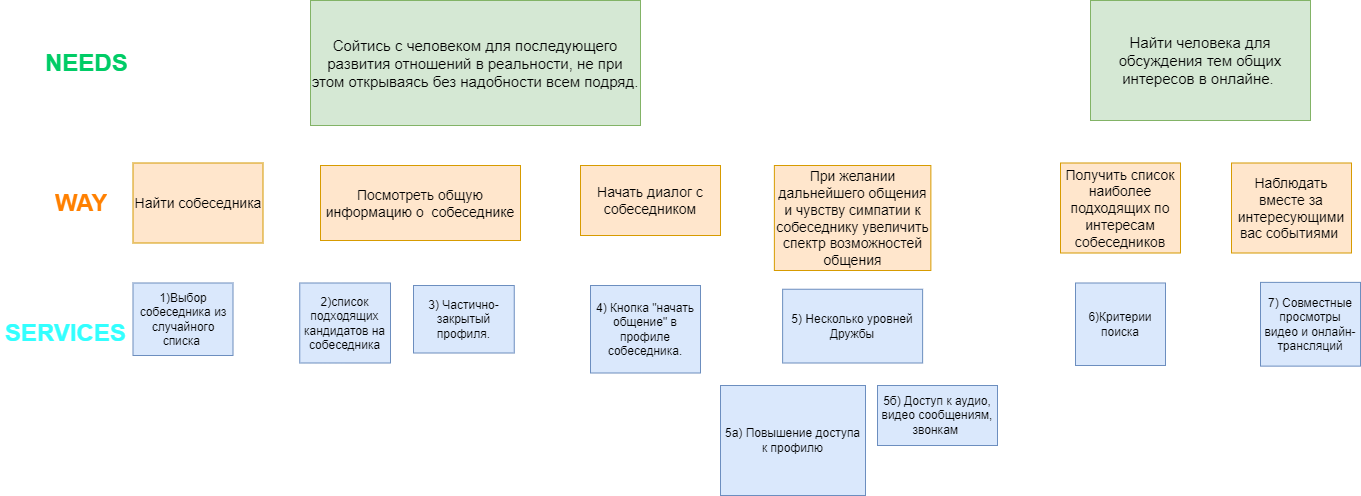 NEEDS
Сойтись с человеком для последующего
развития отношений в реальности, не при
этом открываясь без надобности всем подряд.
Найти человека для
обсуждения тем общих
интересов в онлайне.
WAY
Найти собеседника
Посмотреть общую
информацию о собеседнике
Начать диалог с
собеседником
При желании
дальнейшего общения
и чувству симпатии к
собеседнику увеличить
спектр возможностей
общения
Получить список
наиболее
подходящих по
интересам
собеседников
Наблюдать
вместе за
интересующими
вас событиями
SERVICES
1)Выбор
собеседника из
случайного
списка
2)список
подходящих
кандидатов на
собеседника
3) Частично-
закрытый
профиля.
4) Кнопка "начать
общение" в
профиле
собеседника.
5) Несколько уровней
Дружбы
6)Критерии
поиска
7) Совместные
просмотры
видео и онлайн-
трансляций
5а) Повышение доступа
к профилю
5б) Доступ к аудио,
видео сообщениям,
звонкам